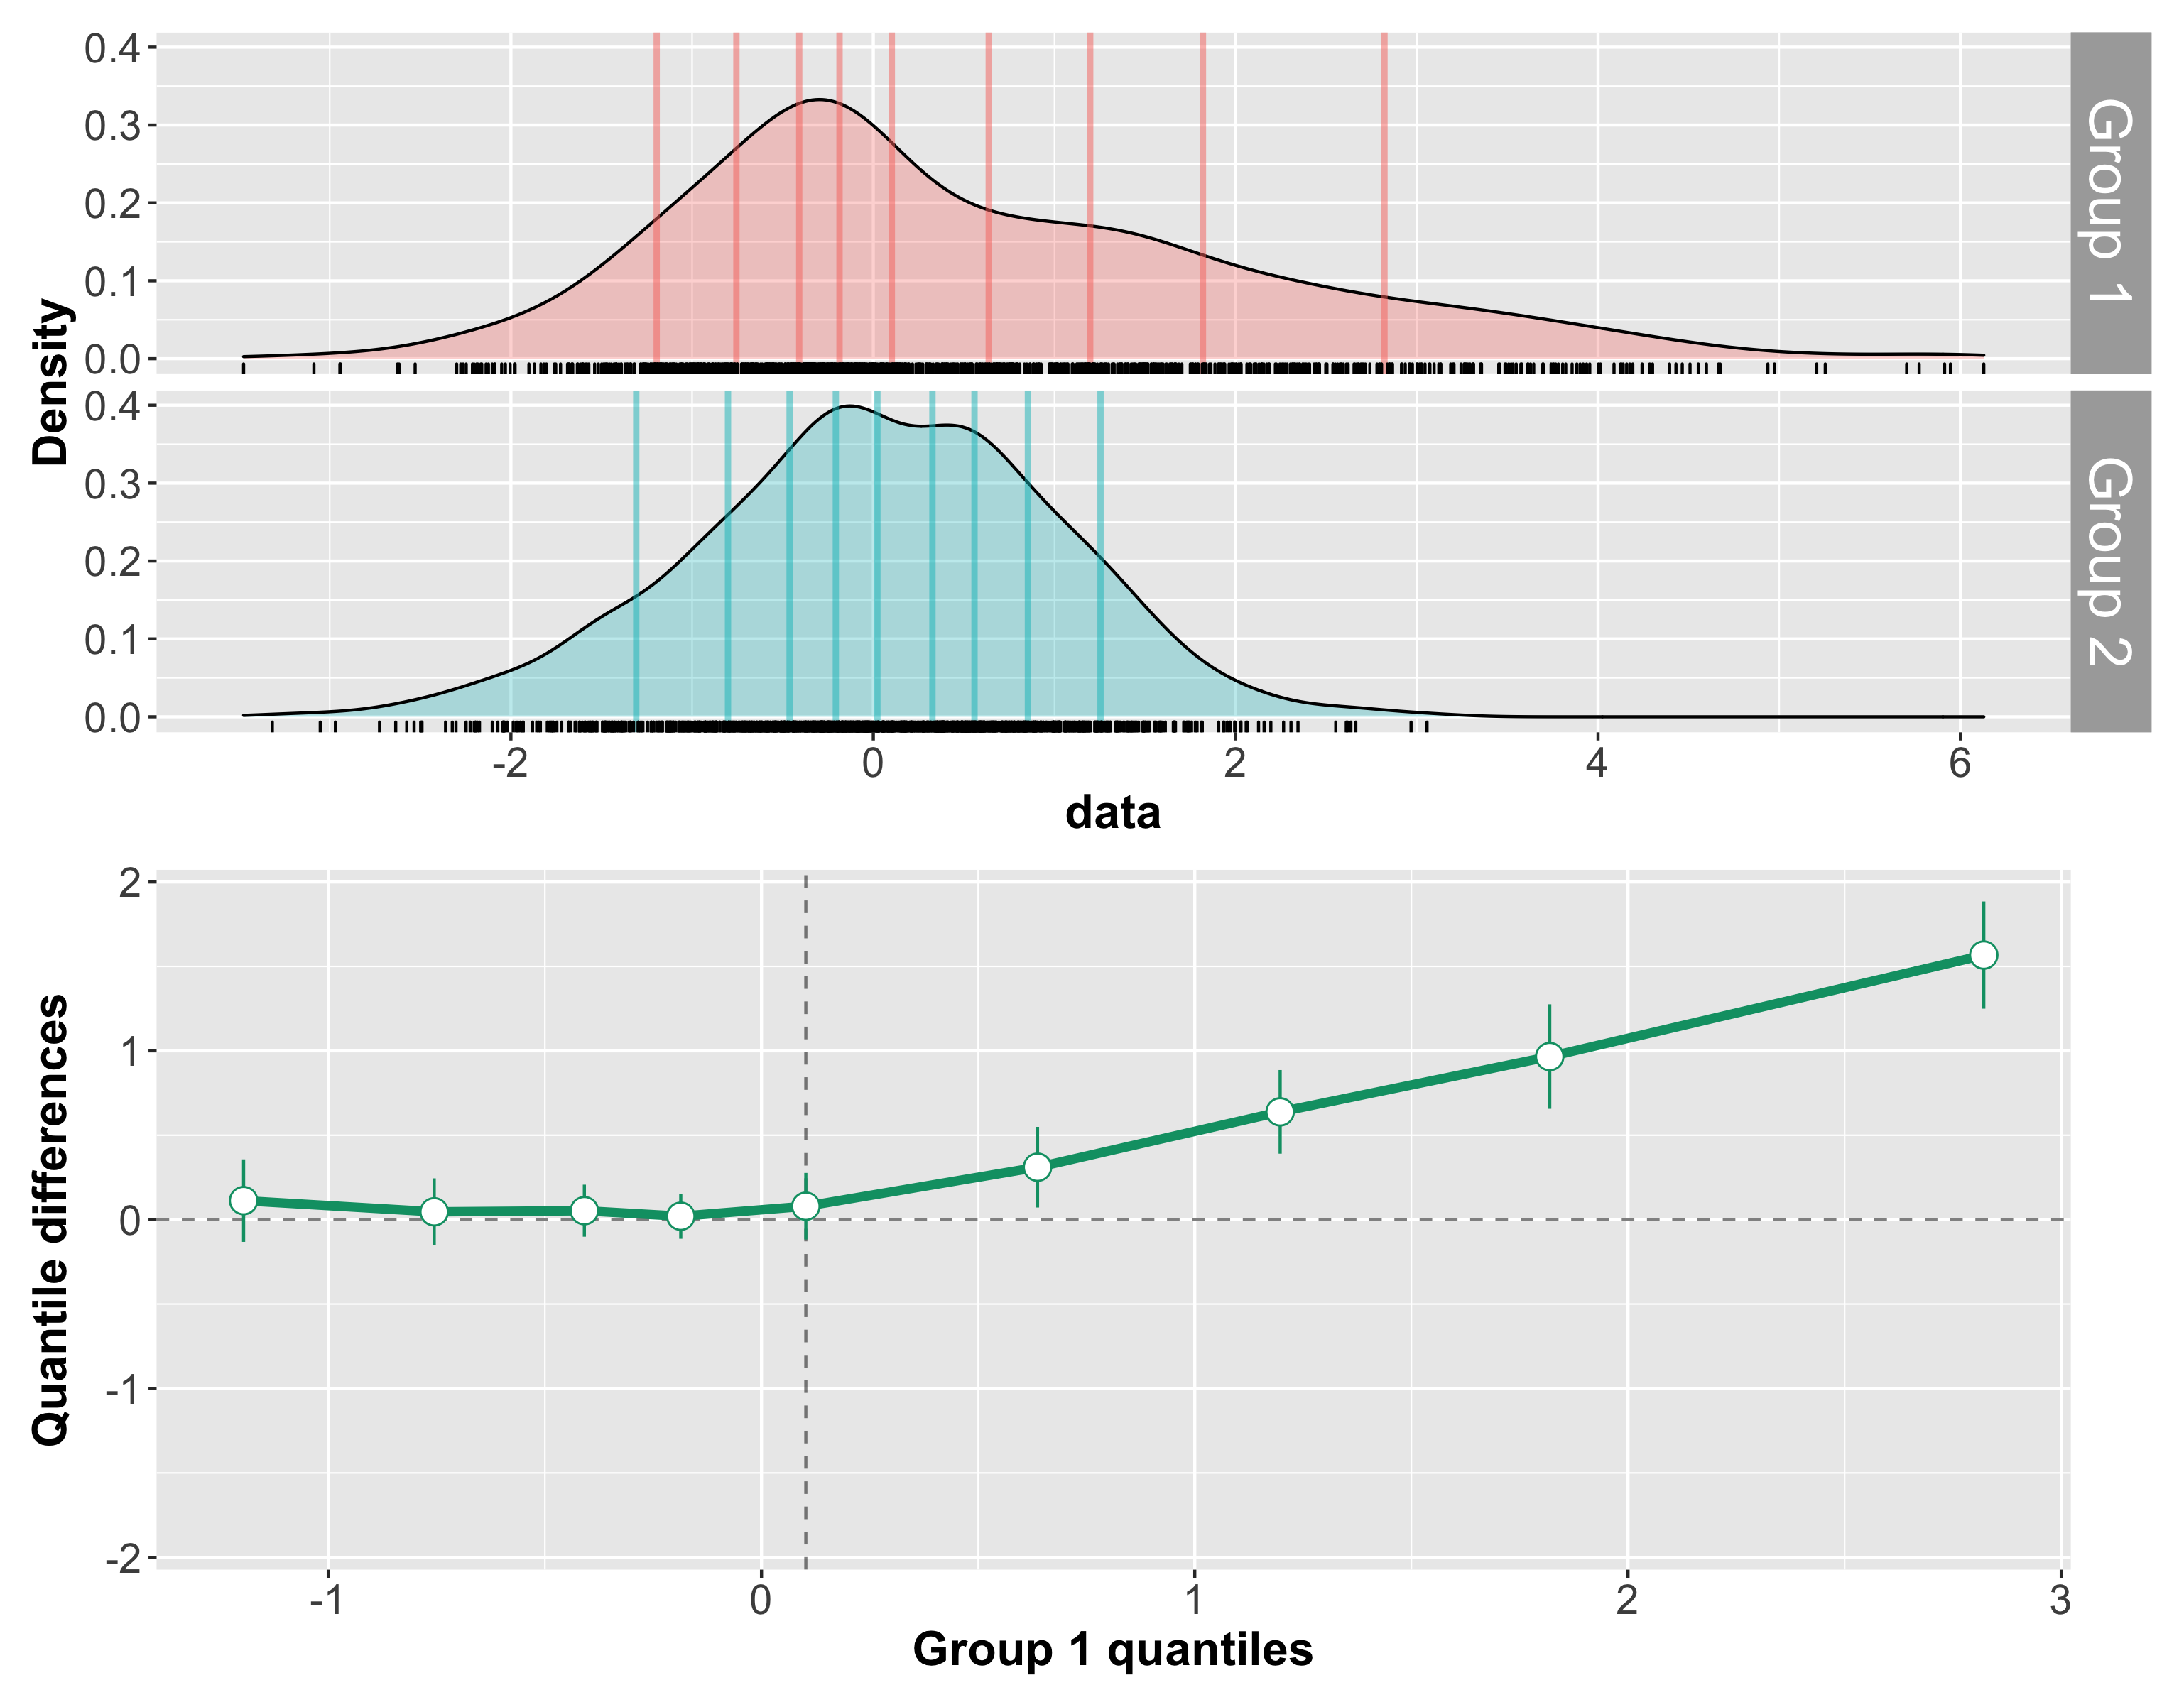 Density
0.4
0.3
0.2
0.1
0.0
Group 1
0.4
0.3
0.2
0.1
0.0
Group 2
-2 0 2 4 6
data
Quantile differences
2
1
0
-1
-2
-1 0 1 2 3
Group 1 quantiles